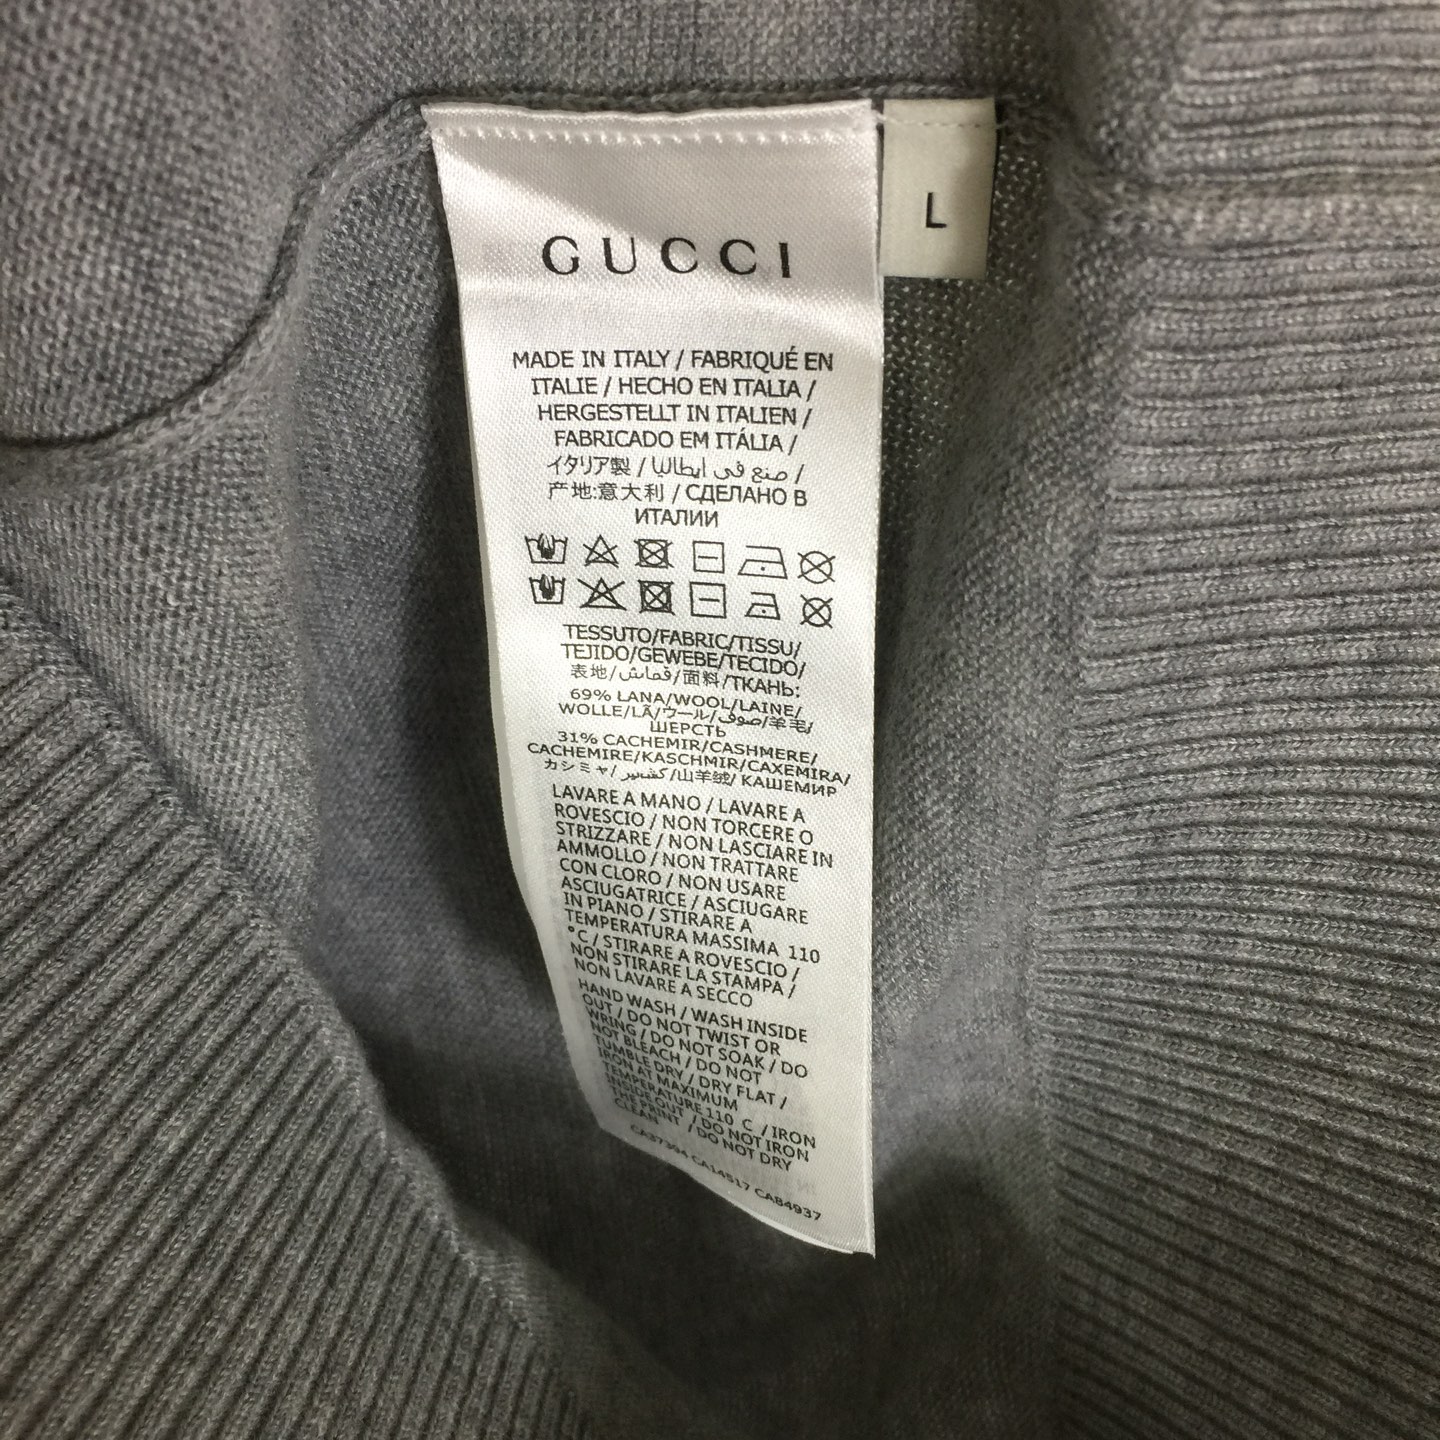 GUCCI
L
MADE IN ITALY / FABRIQUÉ EN
ITALIE / HECHO EN ITALIA /
HERGESTELLT IN ITALIEN /
FABRICADO EM ITÁLIA /
イタリア製 / صنع في ايطاليا /
产地:意大利 / СДЕЛАНО В
ИТАЛИИ
TESSUTO/FABRIC/TISSU/
TEJIDO/GEWEBE/TECIDO/
表地/قماش/面料/ТКАНЬ:
69% LANA/WOOL/LAINE/
WOLLE/LÃ/ウール/صوف/羊毛/
ШЕРСТЬ
31% CACHEMIR/CASHMERE/
CACHEMIRE/KASCHMIR/CAXEMIRA/
カシミヤ/كشمير/山羊绒/КАШЕМИР
LAVARE A MANO / LAVARE A
ROVESCIO / NON TORCERE O
STRIZZARE / NON LASCIARE IN
AMMOLLO / NON TRATTARE
CON CLORO / NON USARE
ASCIUGATRICE / ASCIUGARE
IN PIANO / STIRARE A
TEMPERATURA MASSIMA 110
°C / STIRARE A ROVESCIO /
NON STIRARE LA STAMPA /
NON LAVARE A SECCO
HAND WASH / WASH INSIDE
OUT / DO NOT TWIST OR
WRING / DO NOT SOAK / DO
NOT BLEACH / DO NOT
TUMBLE DRY / DRY FLAT /
IRON AT MAXIMUM
TEMPERATURE 110 C / IRON
INSIDE OUT / DO NOT IRON
THE PRINT / DO NOT DRY
CLEAN
CA37394 CA14517 CA84937